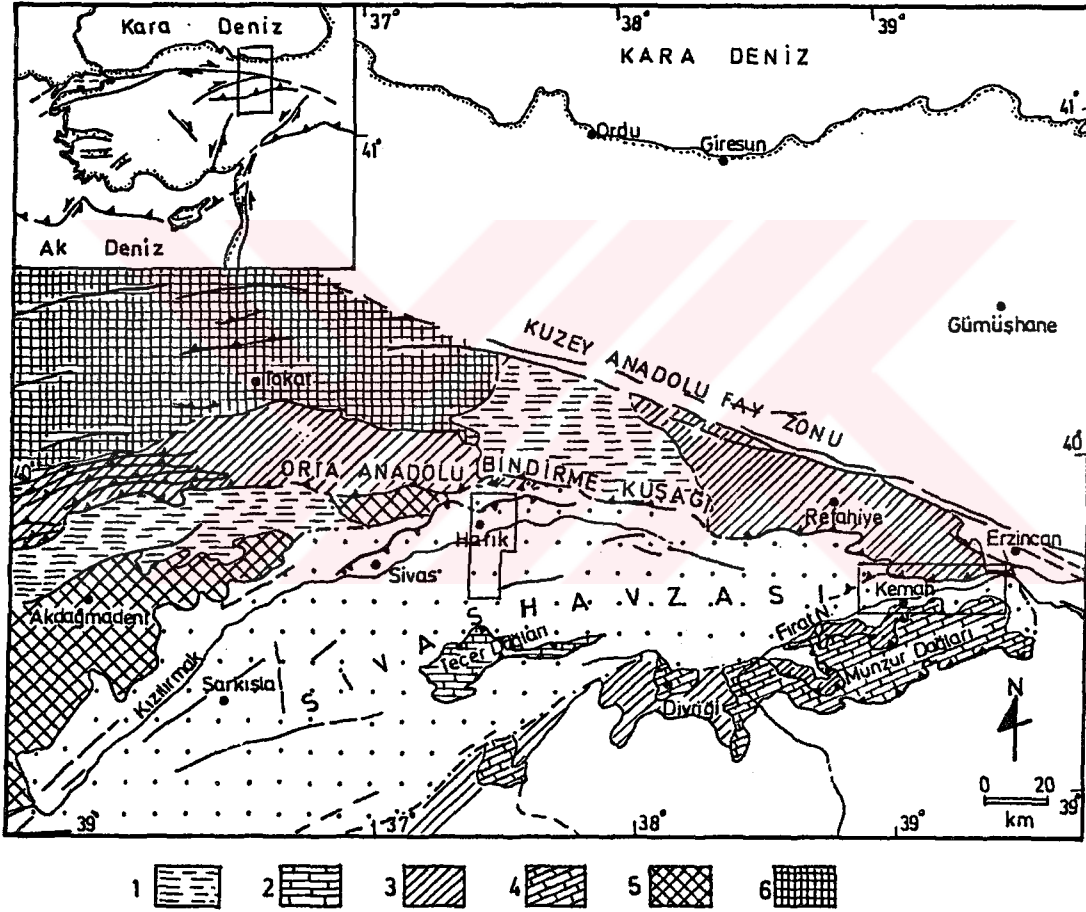 Kara Deniz
Ak Deniz
37°
38°
39°
41°
41°
KARA DENİZ
Ordu
Giresun
Gümüşhane
KUZEY ANADOLU FAY ZONU
Tokat
40°
40°
ORTA ANADOLU BİNDİRME KUŞAĞI
Refahiye
Erzincan
Hafik
Sivas
Kemah
Akdağmadeni
SİVAS HAVZASI
Fırat N.
Tecer Dağları
Munzur Dağları
Kızılırmak
Şarkışla
Divriği
N
0 20
km
39°
37°
38°
39°
39°
1 2 3 4 5 6